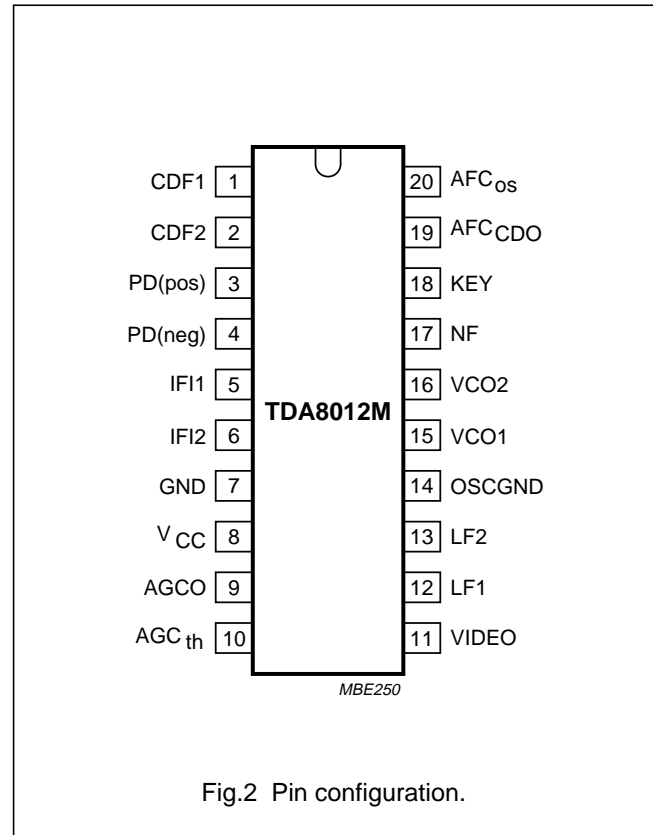 CDF1 1 20 AFCos
CDF2 2 19 AFCCDO
PD(pos) 3 18 KEY
PD(neg) 4 17 NF
IFI1 5 16 VCO2
TDA8012M
IFI2 6 15 VCO1
GND 7 14 OSCGND
VCC 8 13 LF2
AGCO 9 12 LF1
AGCth 10 11 VIDEO
MBE250
Fig.2 Pin configuration.